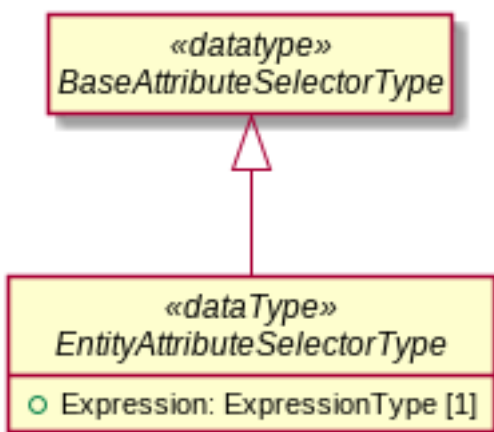 «datatype»
BaseAttributeSelectorType
«dataType»
EntityAttributeSelectorType
Expression: ExpressionType [1]